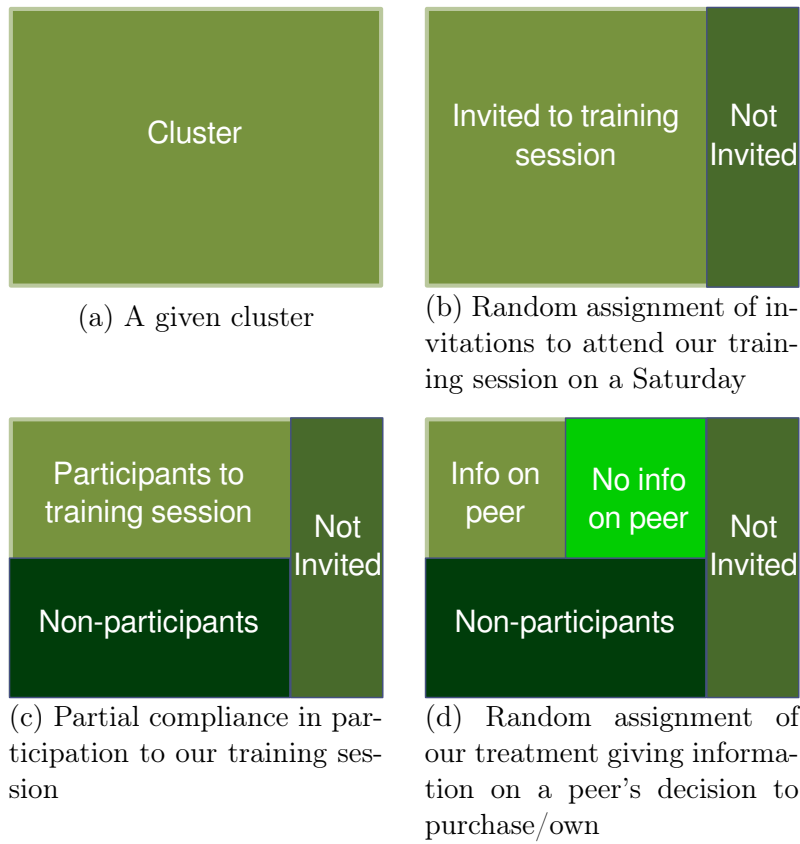 Cluster
(a) A given cluster
Invited to training
session
Not
Invited
(b) Random assignment of in-
vitations to attend our train-
ing session on a Saturday
Participants to
training session
Not
Invited
Non-participants
(c) Partial compliance in par-
ticipation to our training ses-
sion
Info on
peer
No info
on peer
Not
Invited
Non-participants
(d) Random assignment of
our treatment giving informa-
tion on a peer's decision to
purchase/own